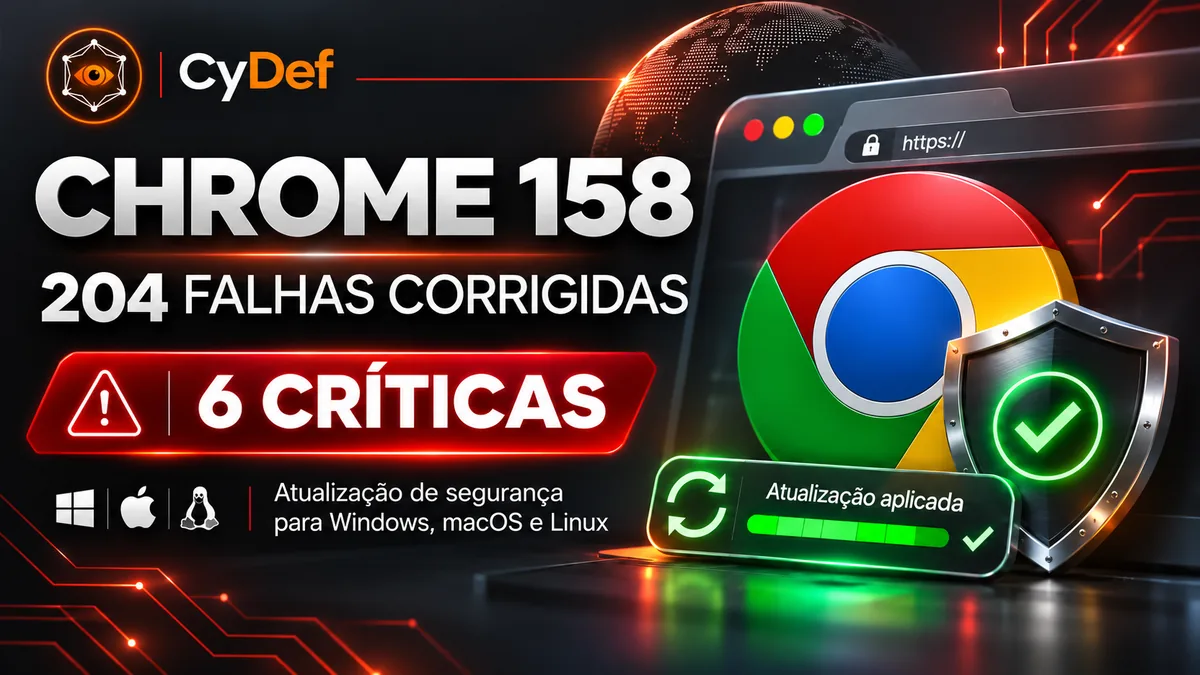 CyDef
CHROME 158
204 FALHAS CORRIGIDAS
6 CRÍTICAS
Atualização de segurança
para Windows, macOS e Linux
https://
Atualização aplicada